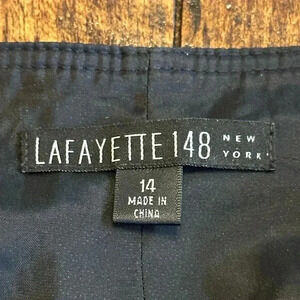 LAFAYETTE 148 NEW YORK
14
MADE IN
CHINA